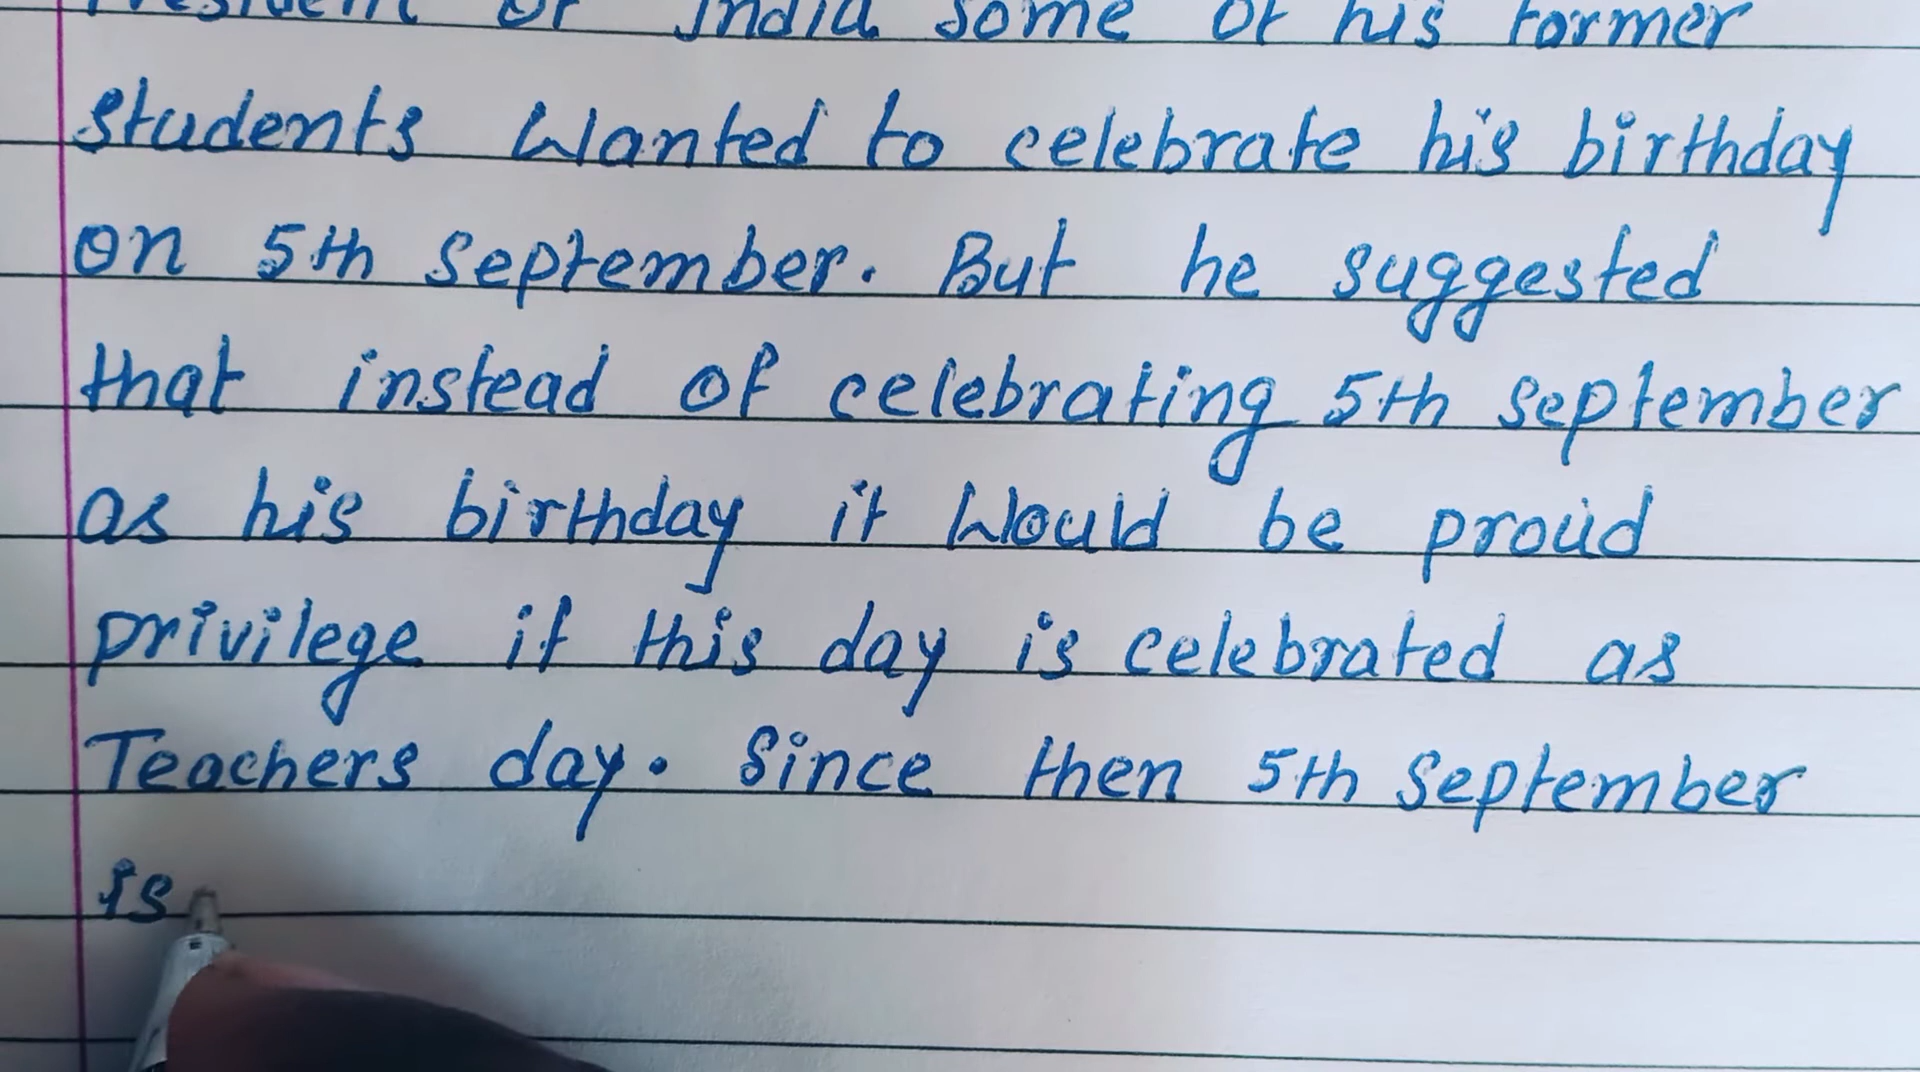 President of India some of his former
students wanted to celebrate his birthday
on 5th September. But he suggested
that instead of celebrating 5th September
as his birthday it would be proud
privilege if this day is celebrated as
Teachers day. Since then 5th September
is